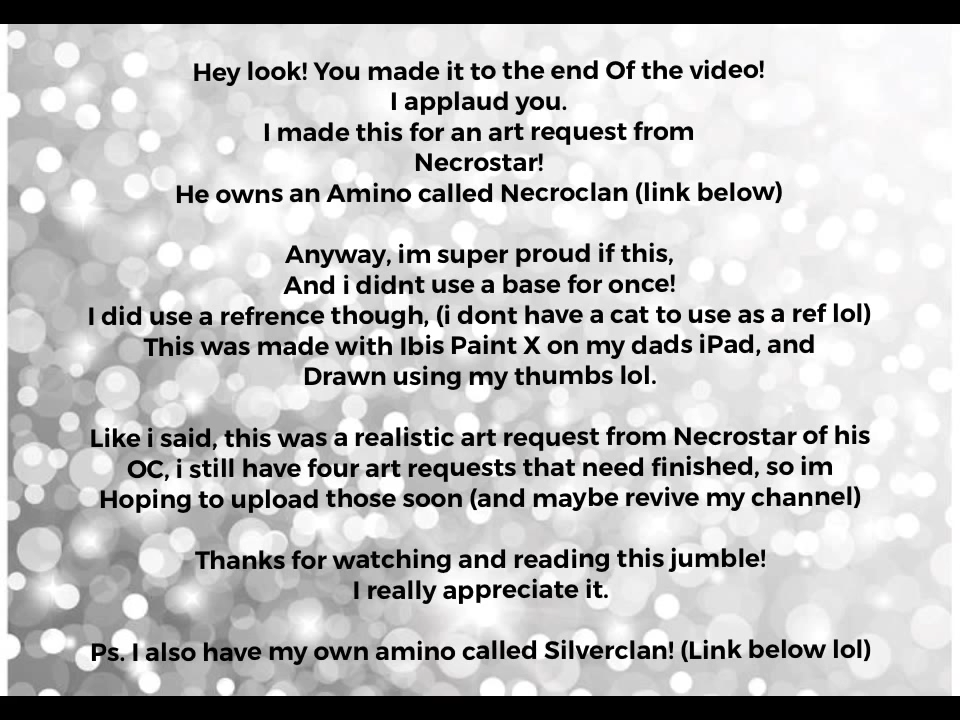 Hey look! You made it to the end Of the video!
I applaud you.
I made this for an art request from
Necrostar!
He owns an Amino called Necroclan (link below)
Anyway, im super proud if this,
And i didnt use a base for once!
I did use a refrence though, (i dont have a cat to use as a ref lol)
This was made with Ibis Paint X on my dads iPad, and
Drawn using my thumbs lol.
Like i said, this was a realistic art request from Necrostar of his
OC, i still have four art requests that need finished, so im
Hoping to upload those soon (and maybe revive my channel)
Thanks for watching and reading this jumble!
I really appreciate it.
Ps. I also have my own amino called Silverclan! (Link below lol)